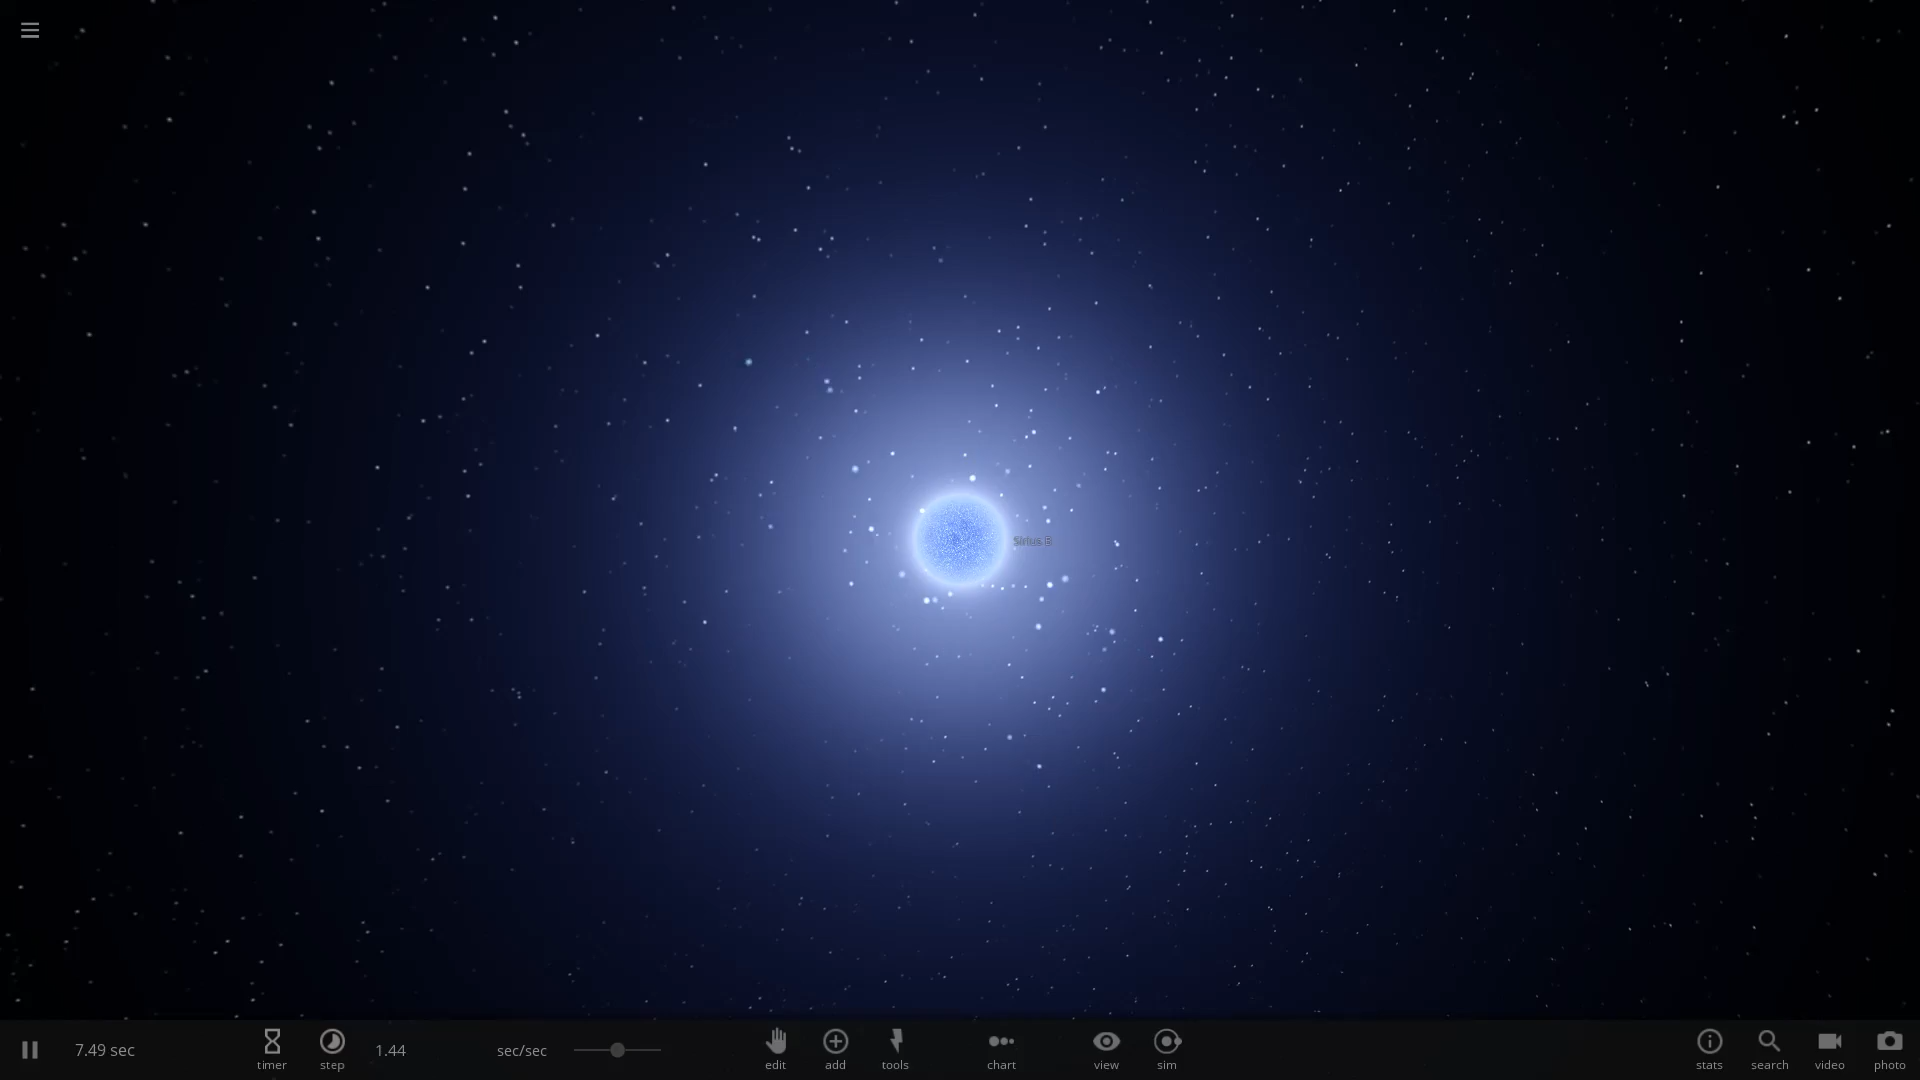 Sirius B
7.49 sec
timer
step
1.44
sec/sec
edit
add
tools
chart
view
sim
stats
search
video
photo